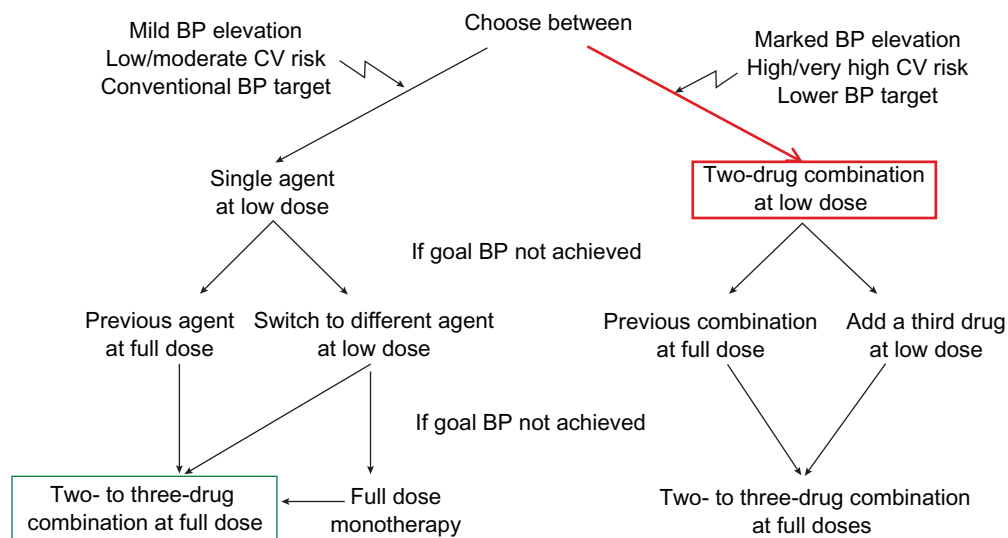 Choose between
Mild BP elevation
Low/moderate CV risk
Conventional BP target
Marked BP elevation
High/very high CV risk
Lower BP target
Single agent
at low dose
Two-drug combination
at low dose
If goal BP not achieved
Previous agent
at full dose
Switch to different agent
at low dose
Previous combination
at full dose
Add a third drug
at low dose
If goal BP not achieved
Two- to three-drug
combination at full dose
Full dose
monotherapy
Two- to three-drug combination
at full doses